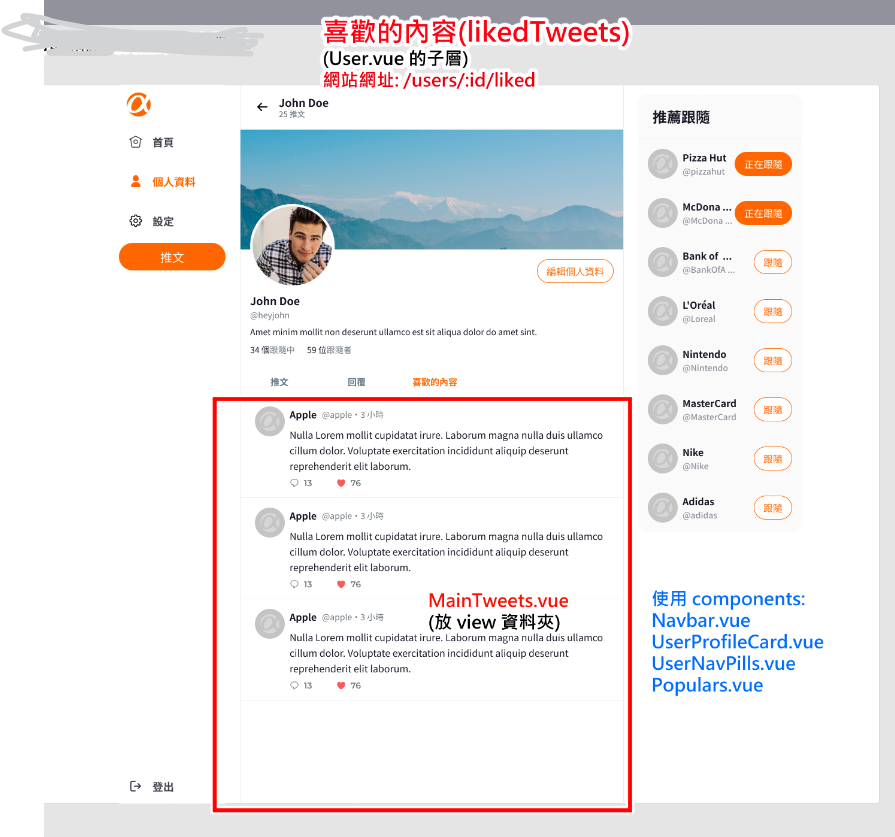 喜歡的內容(likedTweets)
(User.vue 的子層)
網站網址: /users/:id/liked
首頁
個人資料
設定
推文
登出
John Doe
25 推文
編輯個人資料
John Doe
@heyjohn
Amet minim mollit non deserunt ullamco est sit aliqua dolor do amet sint.
34 個跟隨中 59 位跟隨者
推文 回覆 喜歡的內容
Apple @apple・3 小時
Nulla Lorem mollit cupidatat irure. Laborum magna nulla duis ullamco
cillum dolor. Voluptate exercitation incididunt aliquip deserunt
reprehenderit elit laborum.
13 76
Apple @apple・3 小時
Nulla Lorem mollit cupidatat irure. Laborum magna nulla duis ullamco
cillum dolor. Voluptate exercitation incididunt aliquip deserunt
reprehenderit elit laborum.
13 76
Apple @apple・3 小時
Nulla Lorem mollit cupidatat irure. Laborum magna nulla duis ullamco
cillum dolor. Voluptate exercitation incididunt aliquip deserunt
reprehenderit elit laborum.
13 76
MainTweets.vue
(放 view 資料夾)
推薦跟隨
Pizza Hut
@pizzahut
正在跟隨
McDona ...
@McDona ...
正在跟隨
Bank of ...
@BankOfA ...
跟隨
L'Oréal
@Loreal
跟隨
Nintendo
@Nintendo
跟隨
MasterCard
@MasterCard
跟隨
Nike
@Nike
跟隨
Adidas
@adidas
跟隨
使用 components:
Navbar.vue
UserProfileCard.vue
UserNavPills.vue
Populars.vue